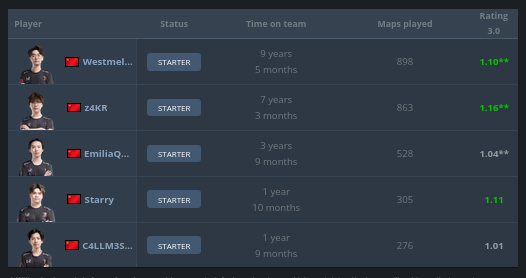 Player Status Time on team Maps played Rating 3.0
Westmel... STARTER 9 years 5 months 898 1.10**
z4KR STARTER 7 years 3 months 863 1.16**
EmiliaQ... STARTER 3 years 9 months 528 1.04**
Starry STARTER 1 year 10 months 305 1.11
C4LLM3S... STARTER 1 year 9 months 276 1.01